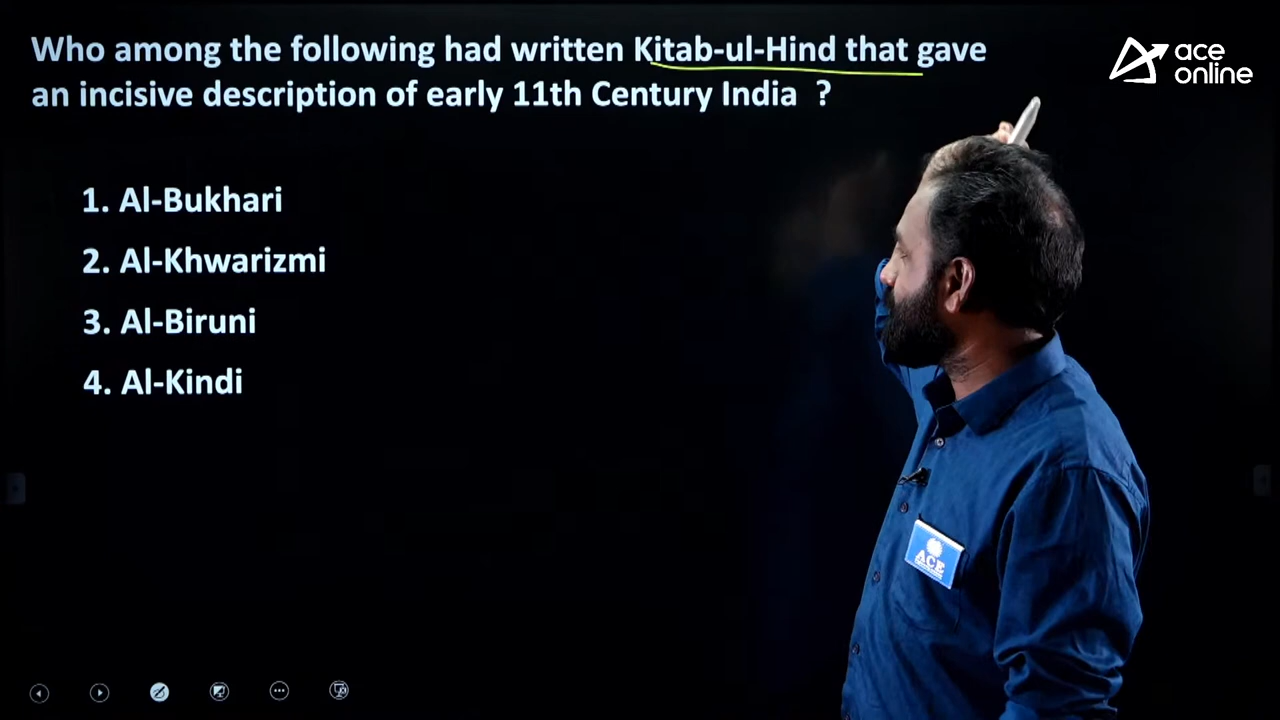 Who among the following had written Kitab-ul-Hind that gave
an incisive description of early 11th Century India ?
ace
online
1. Al-Bukhari
2. Al-Khwarizmi
3. Al-Biruni
4. Al-Kindi
ACE